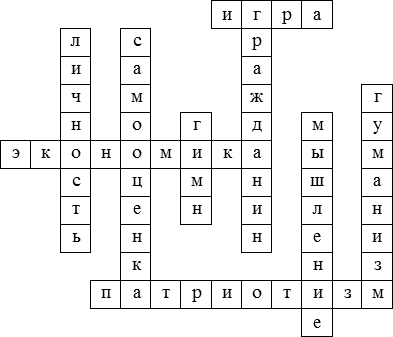 игра
личность
самооценка
гражданин
гуманизм
гимн
мышление
экономика
патриотизм